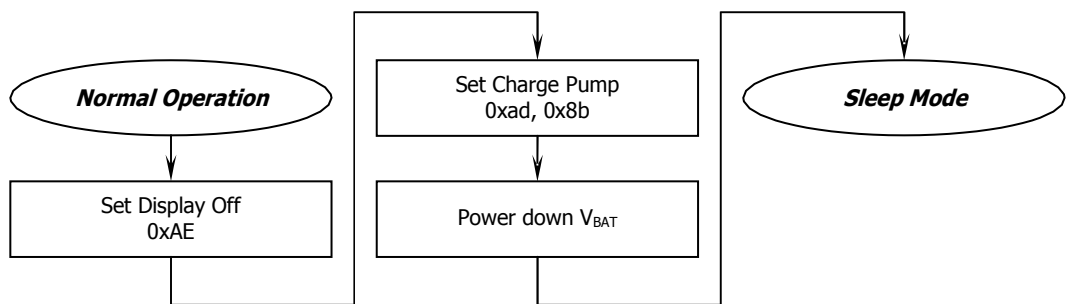 Normal Operation
Set Display Off
0xAE
Set Charge Pump
0xad, 0x8b
Power down VBAT
Sleep Mode